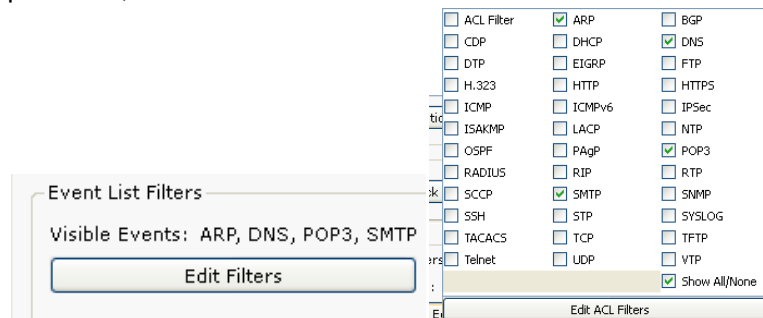 Event List Filters
Visible Events: ARP, DNS, POP3, SMTP
Edit Filters
ACL Filter ARP BGP
CDP DHCP DNS
DTP EIGRP FTP
H.323 HTTP HTTPS
ICMP ICMPv6 IPSec
ISAKMP LACP NTP
OSPF PAgP POP3
RADIUS RIP RTP
SCCP SMTP SNMP
SSH STP SYSLOG
TACACS TCP TFTP
Telnet UDP VTP
Show All/None
Edit ACL Filters